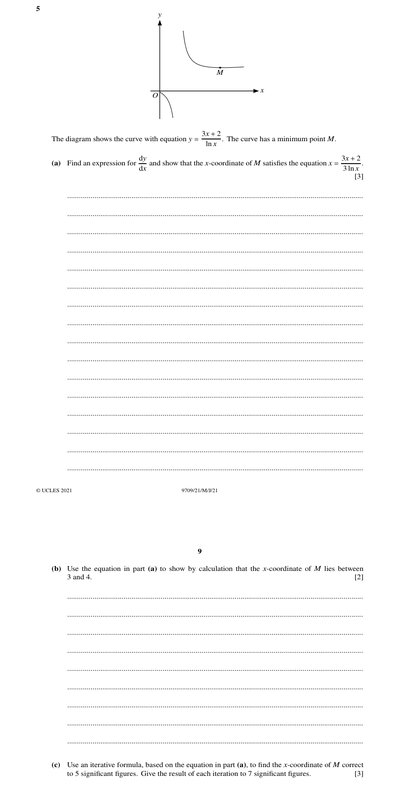 5
y
M
O
x
The diagram shows the curve with equation y = (3x + 2)/(ln x). The curve has a minimum point M.
(a) Find an expression for dy/dx and show that the x-coordinate of M satisfies the equation x = (3x + 2)/(3 ln x).
[3]
© UCLES 2021 9709/21/M/J/21
9
(b) Use the equation in part (a) to show by calculation that the x-coordinate of M lies between
3 and 4. [2]
(c) Use an iterative formula, based on the equation in part (a), to find the x-coordinate of M correct
to 5 significant figures. Give the result of each iteration to 7 significant figures. [3]